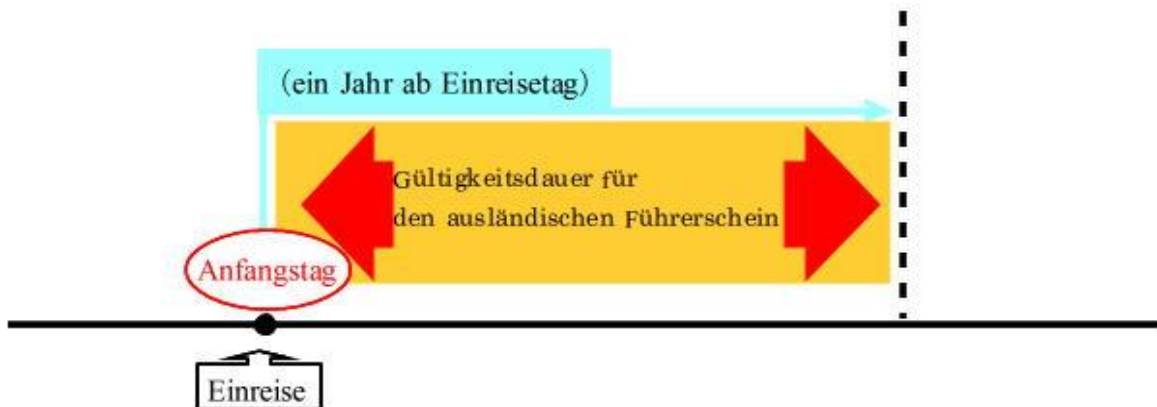 (ein Jahr ab Einreisetag)
Gültigkeitsdauer für
den ausländischen Führerschein
Anfangstag
Einreise